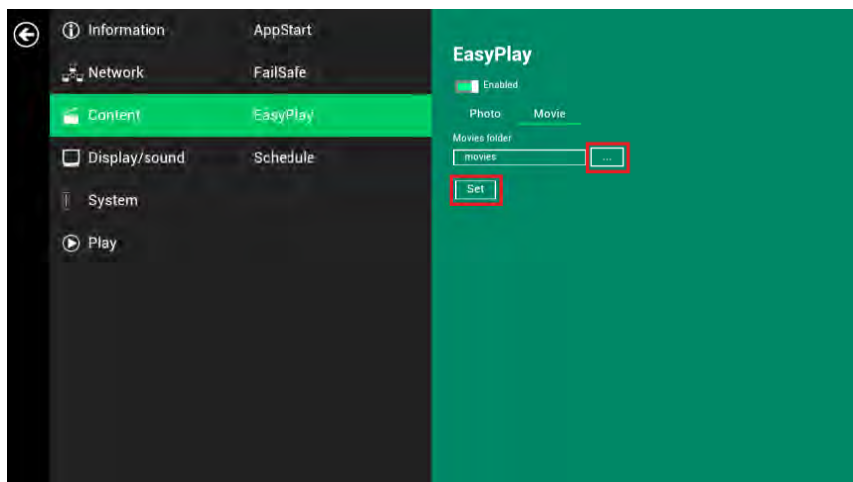 Information
AppStart
Network
FailSafe
Content
EasyPlay
Display/sound
Schedule
System
Play
EasyPlay
Enabled
Photo
Movie
Movies folder
movies
...
Set